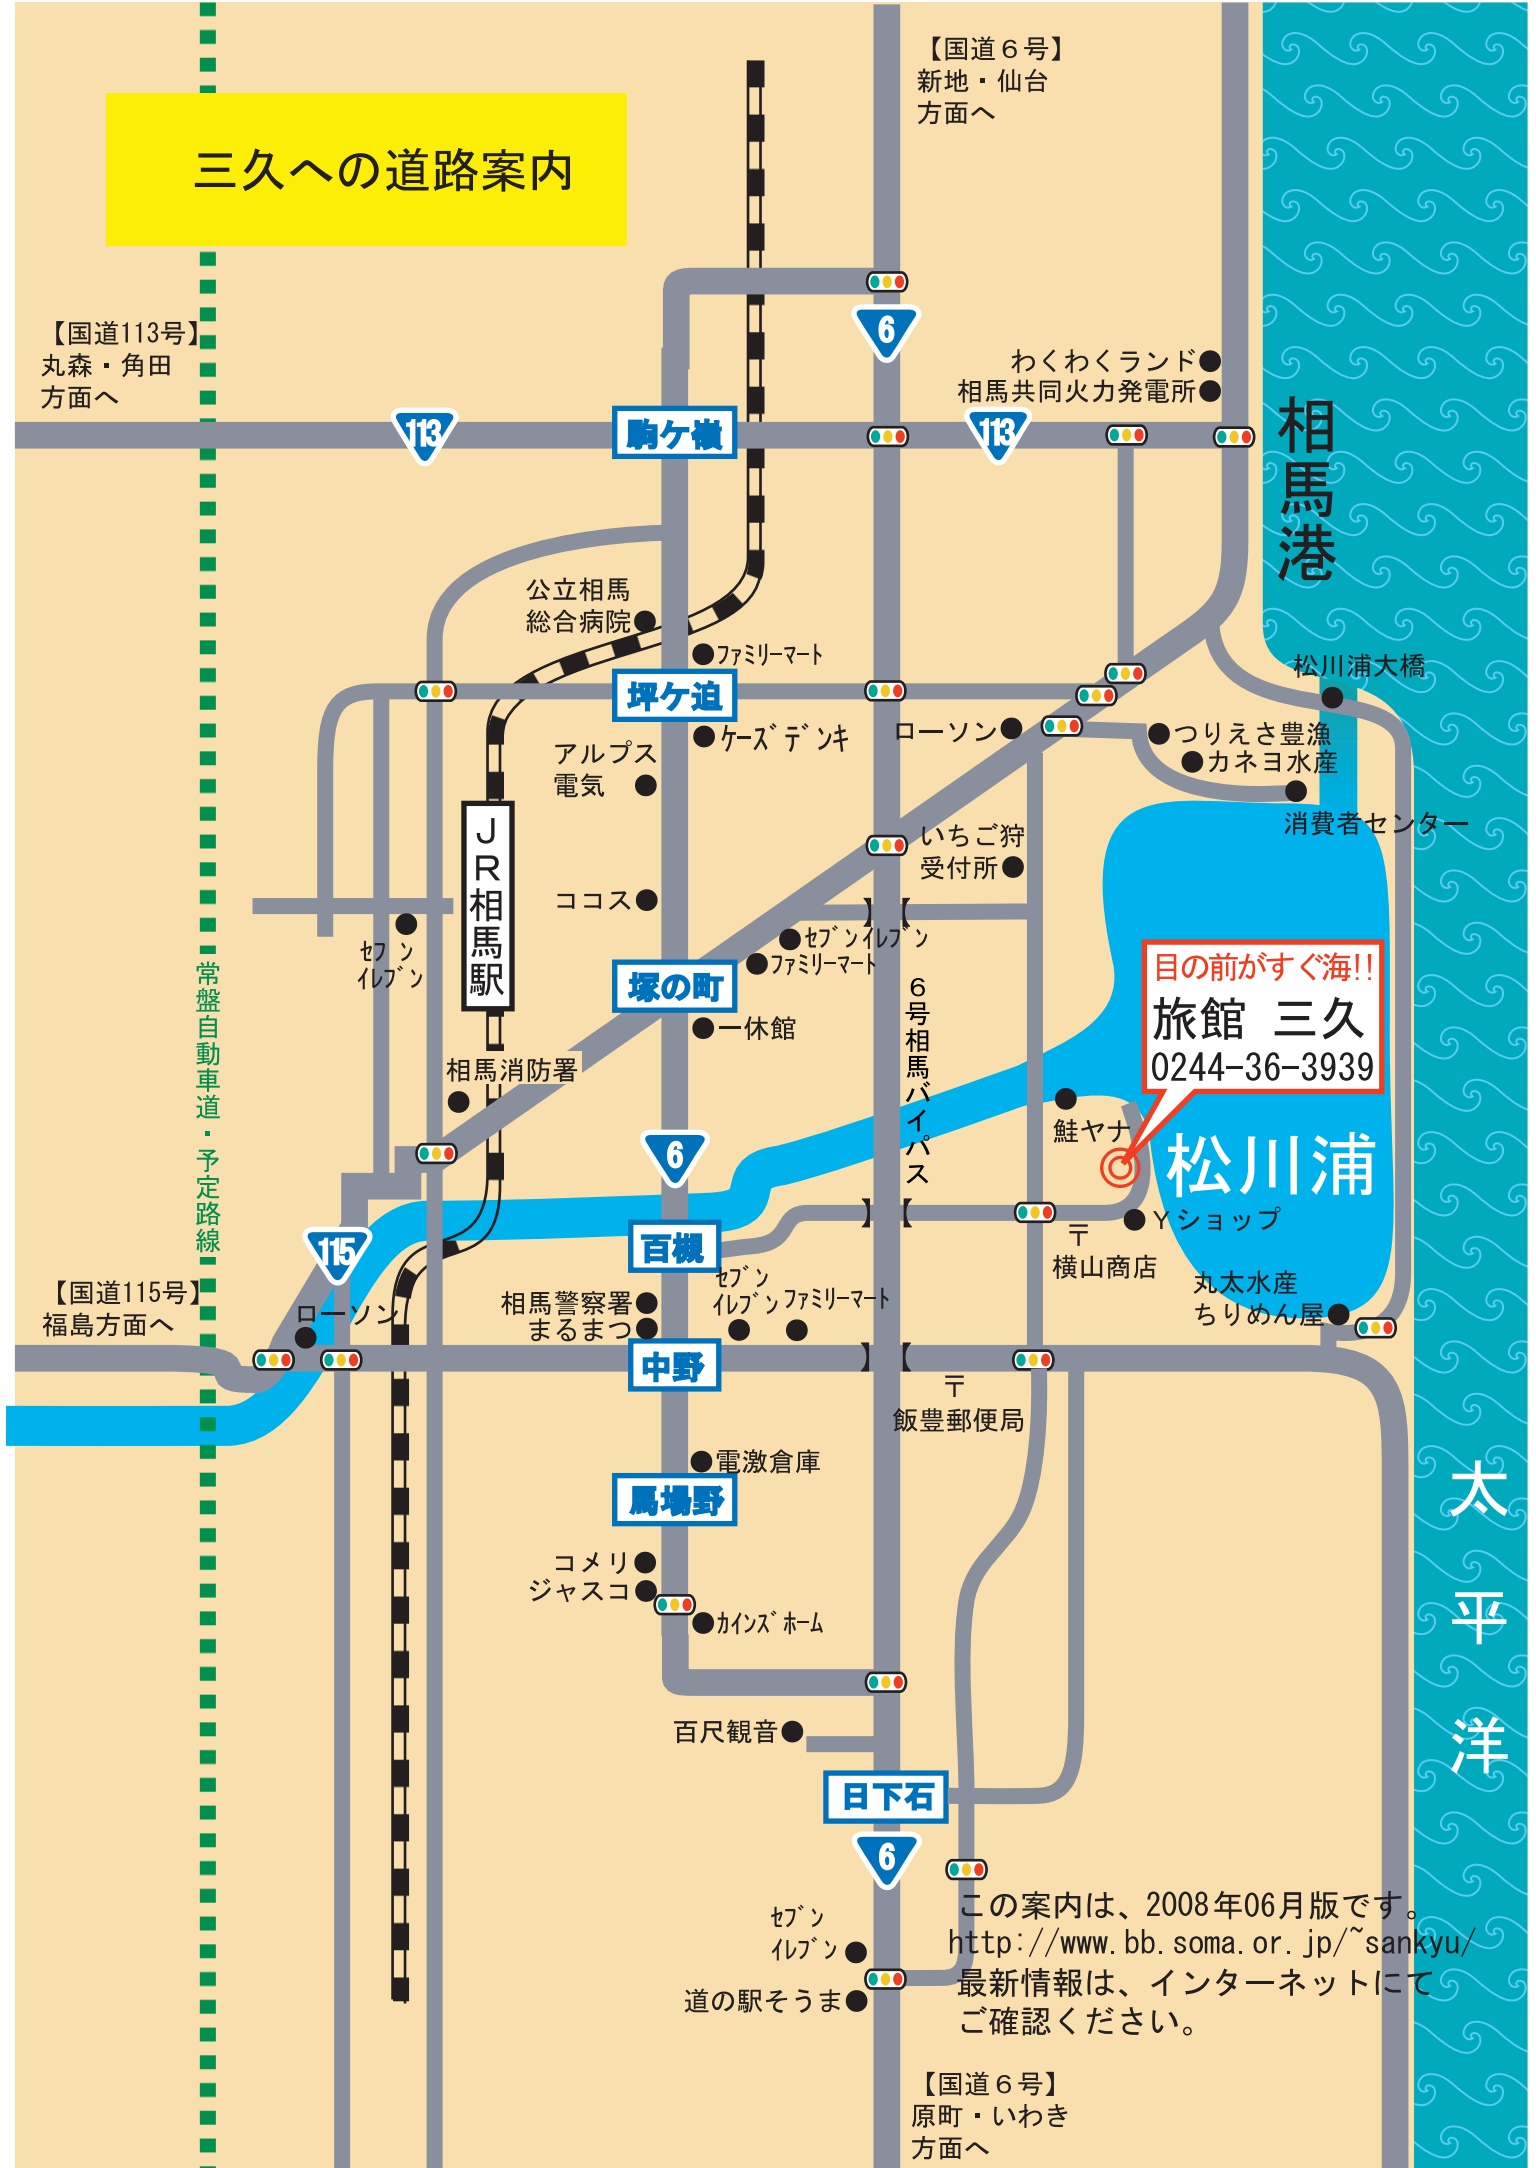 【国道６号】
新地・仙台
方面へ
三久への道路案内
【国道113号】
丸森・角田
方面へ
6
わくわくランド
相馬共同火力発電所
113
駒ケ嶺
113
相馬港
公立相馬
総合病院
ファミリーマート
松川浦大橋
坪ケ迫
ケーズデンキ
ローソン
つりえさ豊漁
カネヨ水産
アルプス
電気
消費者センター
JR相馬駅
いちご狩
受付所
ココス
セブン
イレブン
セブンイレブン
ファミリーマート
目の前がすぐ海!!
旅館 三久
0244-36-3939
常盤自動車道・予定路線
塚の町
６号相馬バイパス
一休館
相馬消防署
鮭ヤナ
松川浦
6
Ｙショップ
〒
横山商店
115
百槻
【国道115号】
福島方面へ
ローソン
セブン
イレブン
ファミリーマート
相馬警察署
まるまつ
丸太水産
ちりめん屋
中野
〒
飯豊郵便局
電激倉庫
馬場野
コメリ
ジャスコ
カインズホーム
太平洋
百尺観音
日下石
6
この案内は、2008年06月版です。
http://www.bb.soma.or.jp/~sankyu/
最新情報は、インターネットにて
ご確認ください。
セブン
イレブン
道の駅そうま
【国道６号】
原町・いわき
方面へ